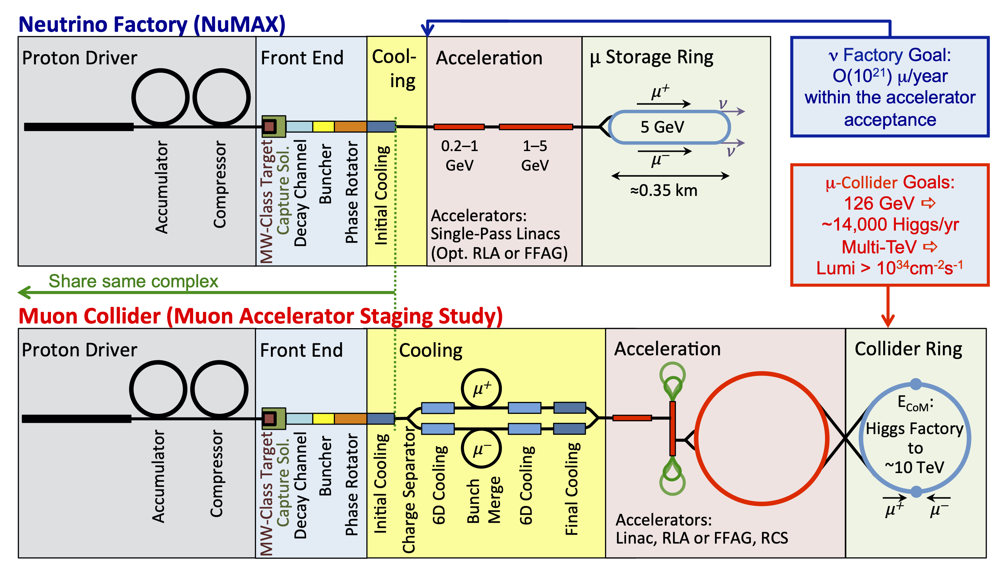 Neutrino Factory (NuMAX)
Proton Driver
Accumulator
Compressor
Front End
MW-Class Target
Capture Sol.
Decay Channel
Buncher
Phase Rotator
Cool-
ing
Initial Cooling
Acceleration
0.2–1
GeV
1–5
GeV
Accelerators:
Single-Pass Linacs
(Opt. RLA or FFAG)
μ Storage Ring
μ⁺
ν
5 GeV
ν
μ⁻
≈0.35 km
ν Factory Goal:
O(10²¹) μ/year
within the accelerator
acceptance
μ-Collider Goals:
126 GeV ⇨
~14,000 Higgs/yr
Multi-TeV ⇨
Lumi > 10³⁴cm⁻²s⁻¹
Share same complex
Muon Collider (Muon Accelerator Staging Study)
Proton Driver
Accumulator
Compressor
Front End
MW-Class Target
Capture Sol.
Decay Channel
Buncher
Phase Rotator
Cooling
Initial Cooling
Charge Separator
μ⁺
μ⁻
6D Cooling
Bunch
Merge
6D Cooling
Final Cooling
Acceleration
Accelerators:
Linac, RLA or FFAG, RCS
Collider Ring
E_CoM:
Higgs Factory
to
~10 TeV
μ⁺ μ⁻